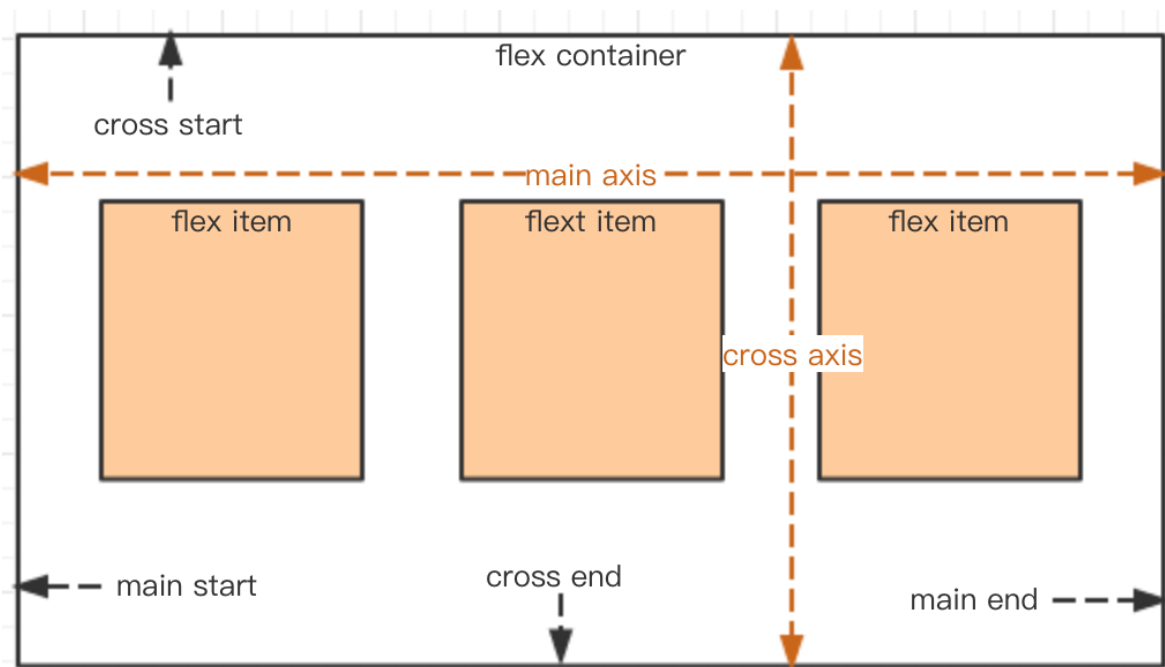 flex container
cross start
main axis
flex item
flext item
flex item
cross axis
main start
cross end
main end